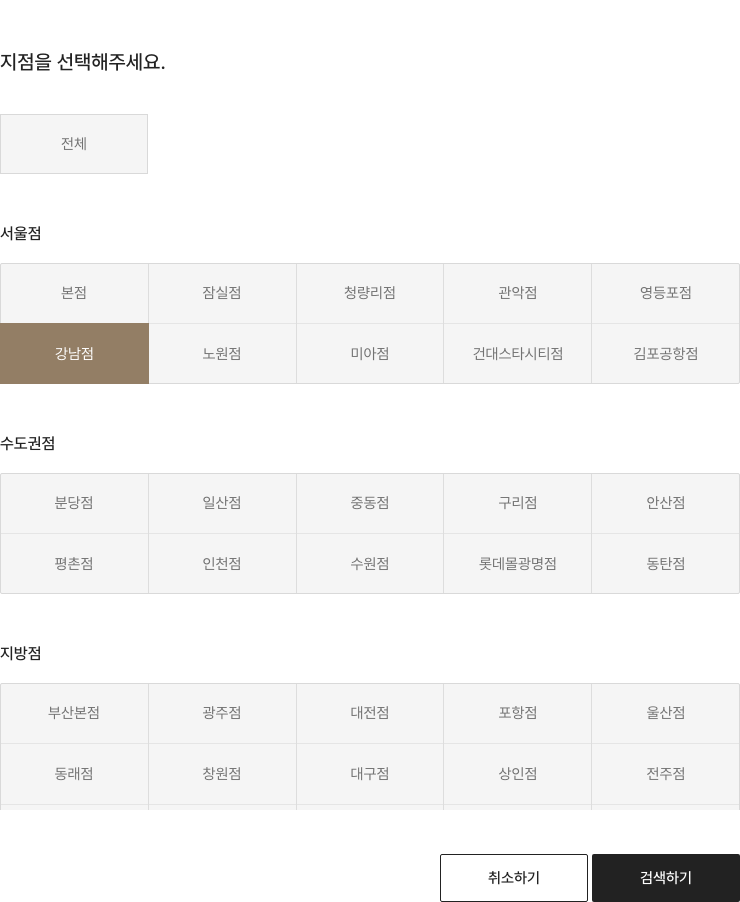 지점을 선택해주세요.
전체
서울점
본점 잠실점 청량리점 관악점 영등포점
강남점 노원점 미아점 건대스타시티점 김포공항점
수도권점
분당점 일산점 중동점 구리점 안산점
평촌점 인천점 수원점 롯데몰광명점 동탄점
지방점
부산본점 광주점 대전점 포항점 울산점
동래점 창원점 대구점 상인점 전주점
취소하기 검색하기